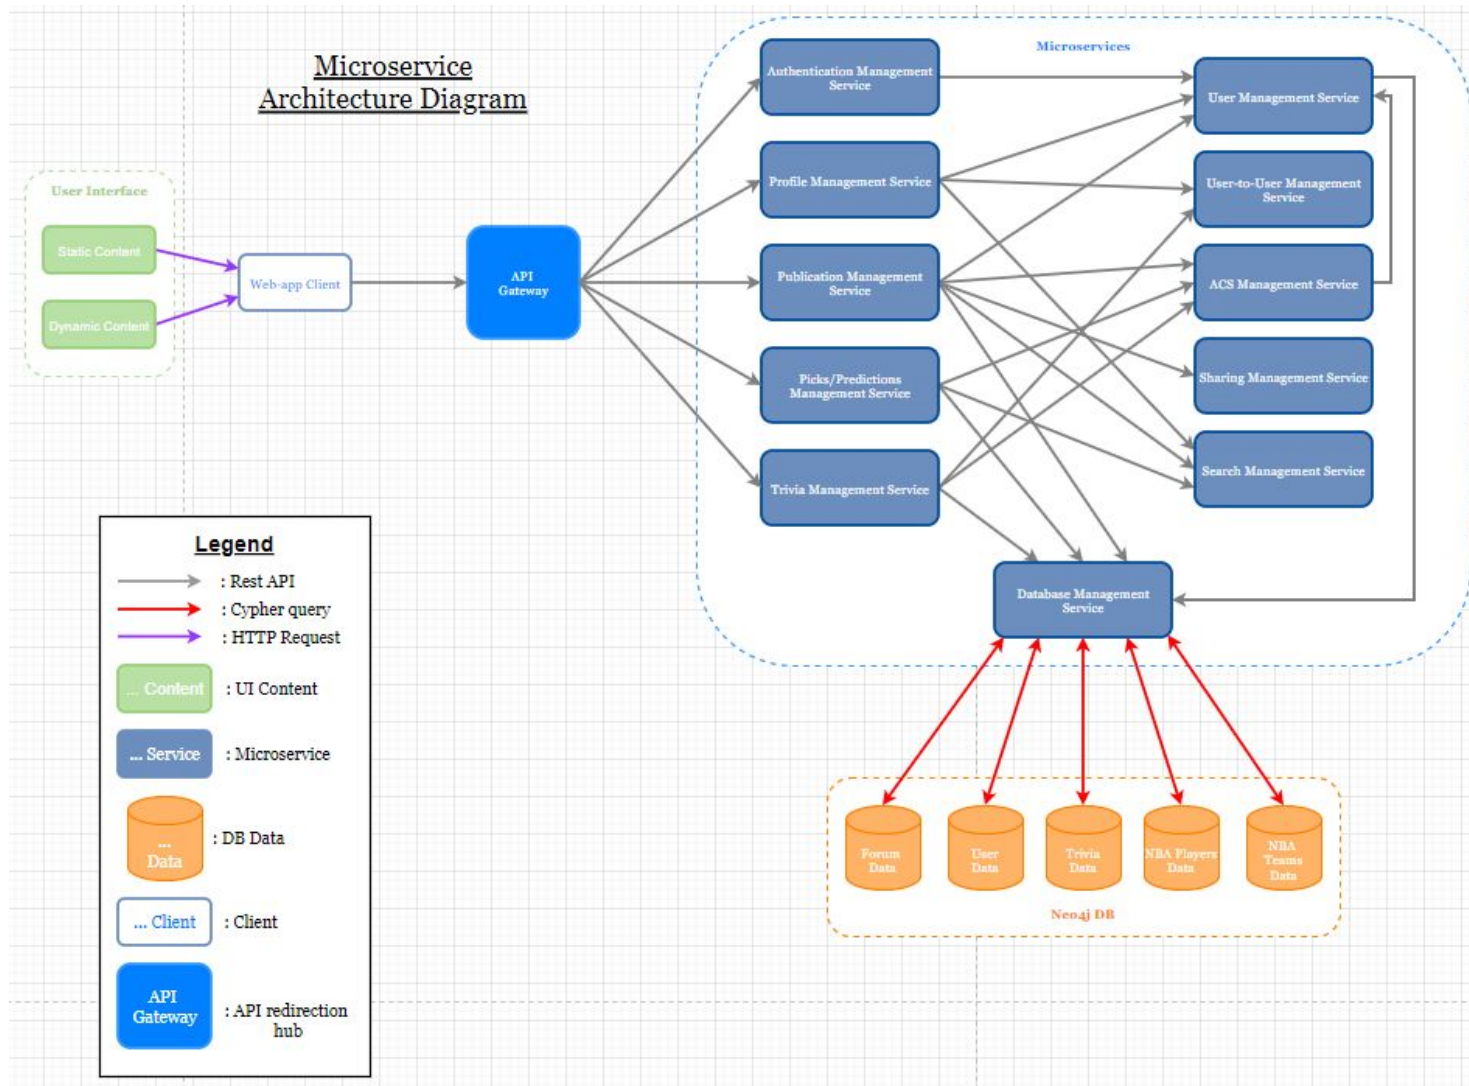 Microservice
Architecture Diagram
User Interface
Static Content
Dynamic Content
Web-app Client
API
Gateway
Microservices
Authentication Management
Service
Profile Management Service
Publication Management
Service
Picks/Predictions
Management Service
Trivia Management Service
User Management Service
User-to-User Management
Service
ACS Management Service
Sharing Management Service
Search Management Service
Database Management
Service
Forum
Data
User
Data
Trivia
Data
NBA Players
Data
NBA
Teams
Data
Neo4j DB
Legend
: Rest API
: Cypher query
: HTTP Request
... Content
: UI Content
... Service
: Microservice
...
Data
: DB Data
... Client
: Client
API
Gateway
: API redirection
hub